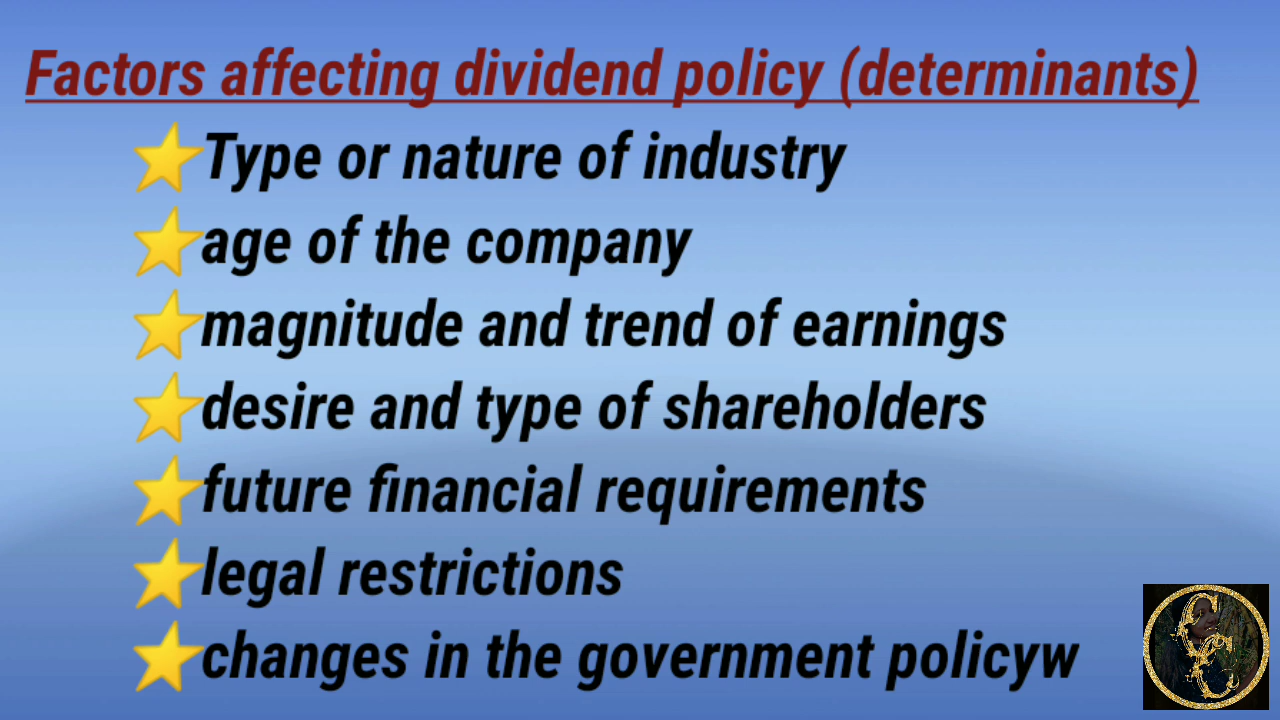 Factors affecting dividend policy (determinants)
⭐Type or nature of industry
⭐age of the company
⭐magnitude and trend of earnings
⭐desire and type of shareholders
⭐future financial requirements
⭐legal restrictions
⭐changes in the government policyw